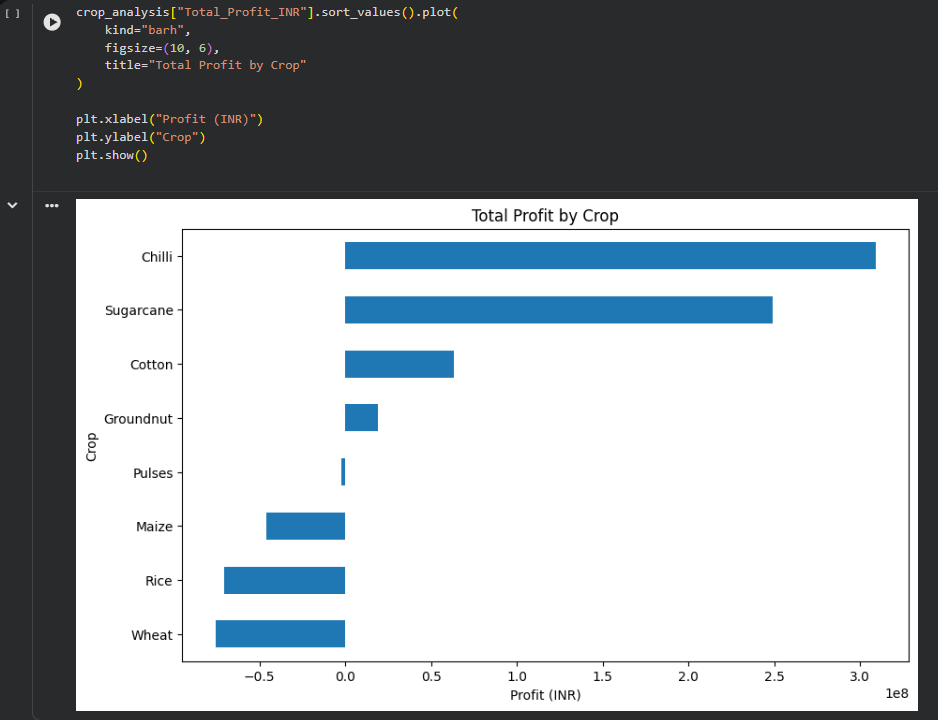 [ ]
crop_analysis["Total_Profit_INR"].sort_values().plot(
    kind="barh",
    figsize=(10, 6),
    title="Total Profit by Crop"
)
plt.xlabel("Profit (INR)")
plt.ylabel("Crop")
plt.show()
Total Profit by Crop
Chilli
Sugarcane
Cotton
Groundnut
Pulses
Maize
Rice
Wheat
Crop
−0.5 0.0 0.5 1.0 1.5 2.0 2.5 3.0
1e8
Profit (INR)